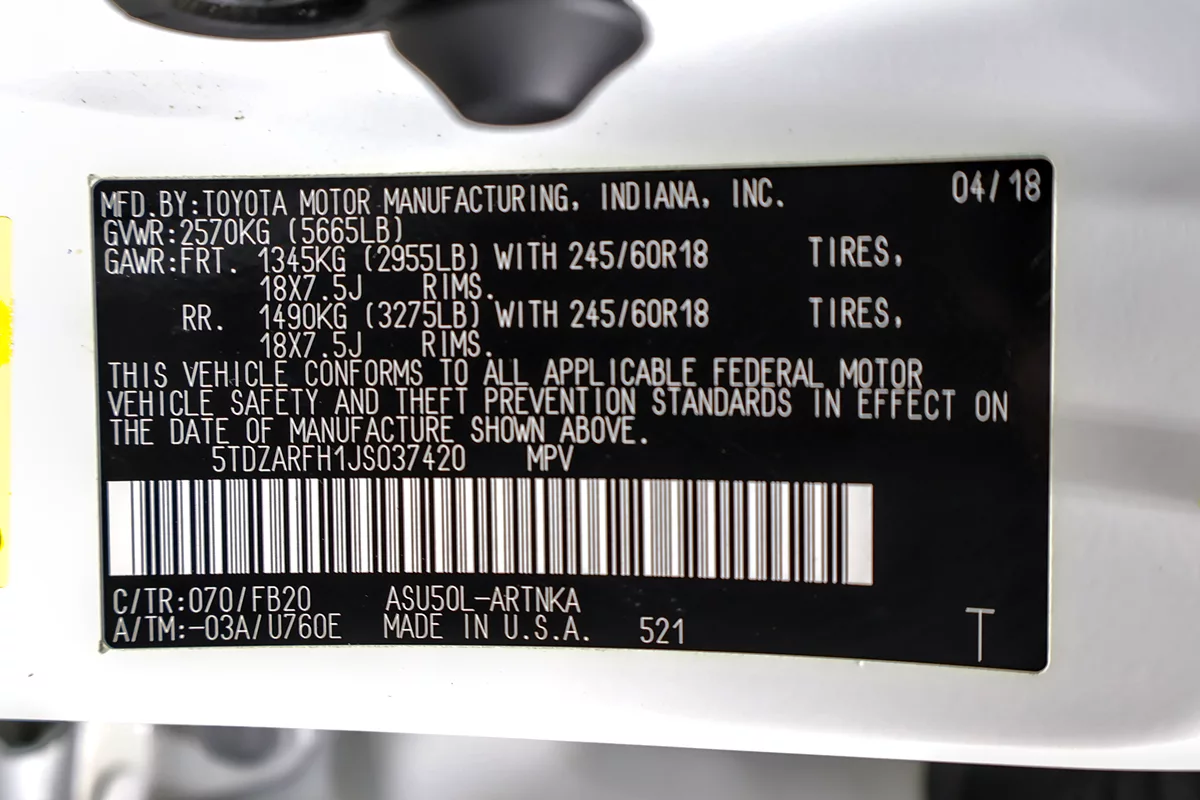 MFD.BY:TOYOTA MOTOR MANUFACTURING, INDIANA, INC. 04/18
GVWR:2570KG (5665LB)
GAWR:FRT. 1345KG (2955LB) WITH 245/60R18 TIRES,
18X7.5J RIMS.
RR. 1490KG (3275LB) WITH 245/60R18 TIRES,
18X7.5J RIMS.
THIS VEHICLE CONFORMS TO ALL APPLICABLE FEDERAL MOTOR
VEHICLE SAFETY AND THEFT PREVENTION STANDARDS IN EFFECT ON
THE DATE OF MANUFACTURE SHOWN ABOVE.
5TDZARFH1JS037420 MPV
C/TR:070/FB20 ASU50L-ARTNKA
A/TM:-03A/U760E MADE IN U.S.A. 521 T